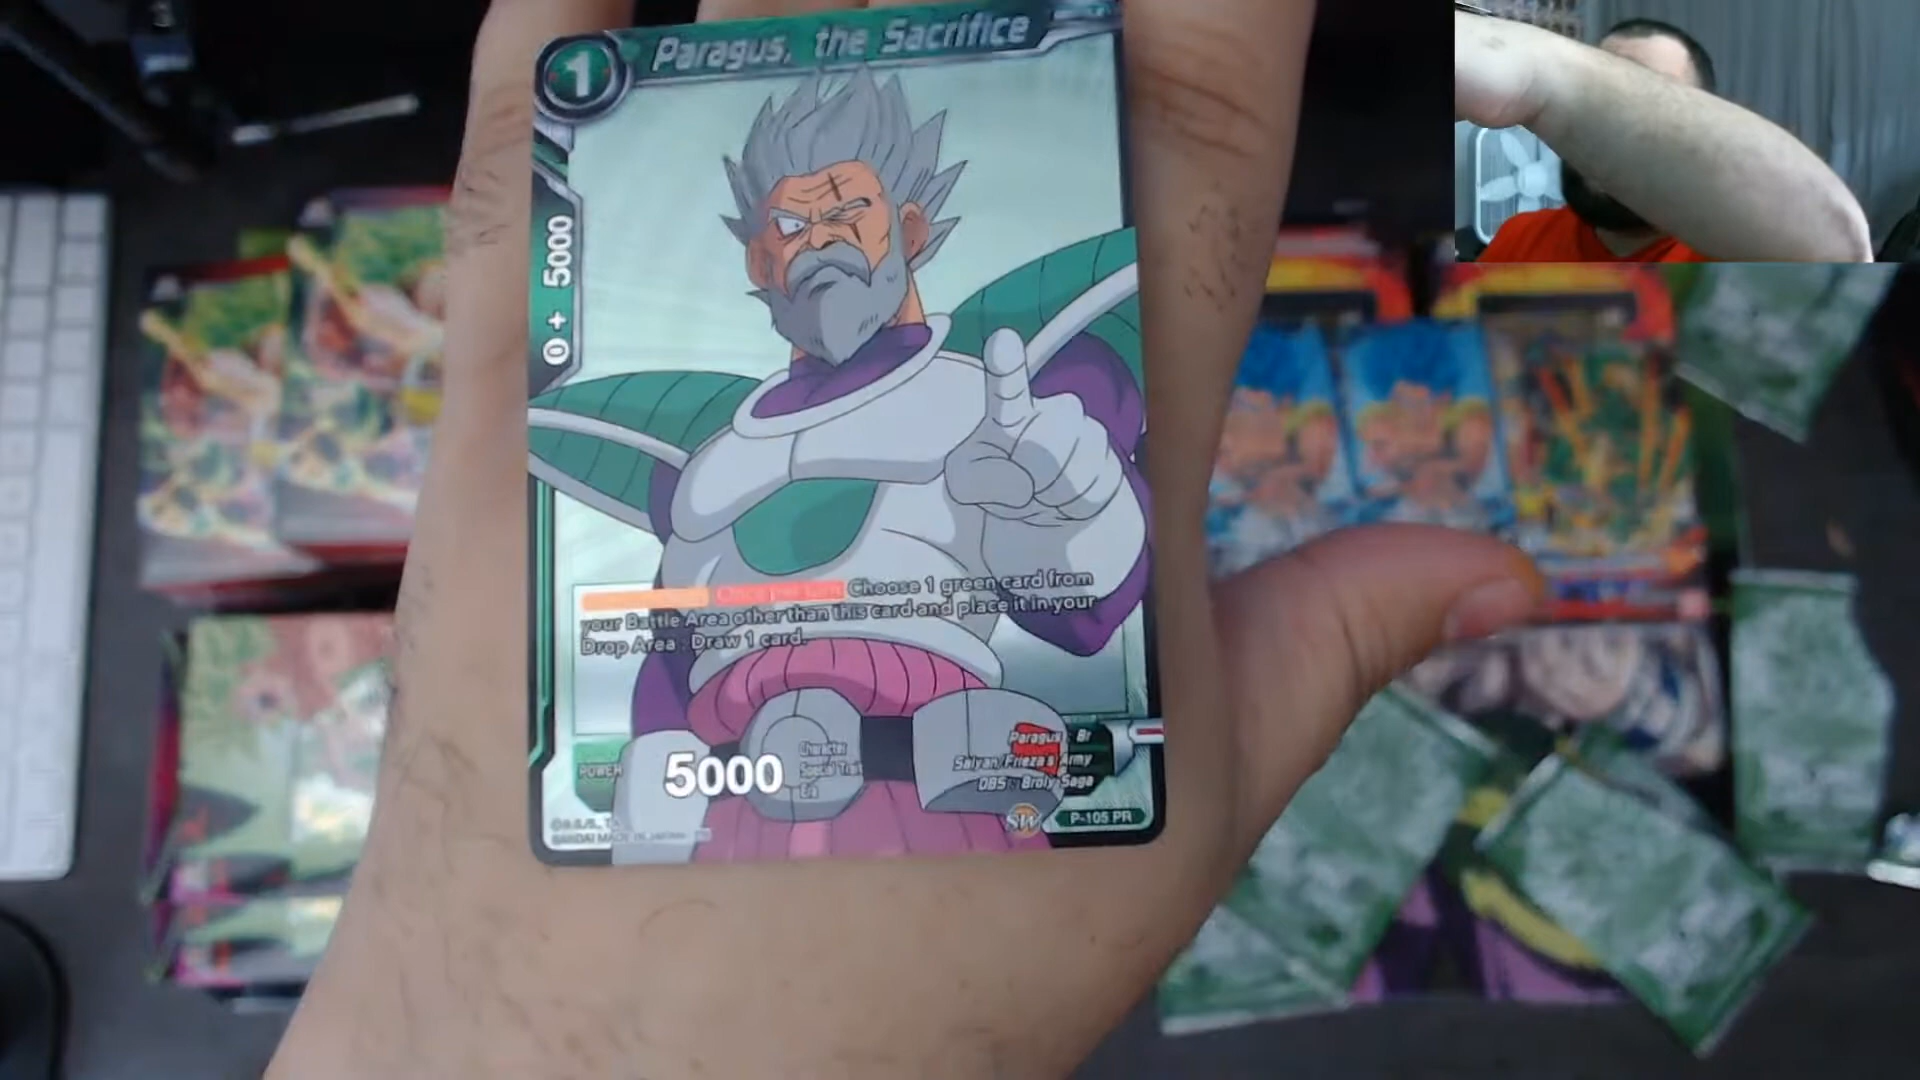 Paragus, the Sacrifice
1
0 + 5000
Once per turn Choose 1 green card from
your Battle Area other than this card and place it in your
Drop Area : Draw 1 card.
POWER
5000
Character
Special Trait
Era
Paragus : Br
Saiyan/Frieza's Army
DBS : Broly Saga
BANDAI MADE IN JAPAN
SW
P-105 PR